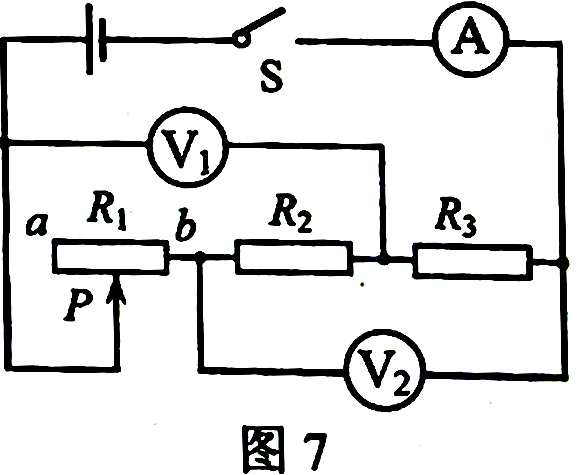 A
S
V₁
a R₁ b R₂ R₃
P
V₂
图 7